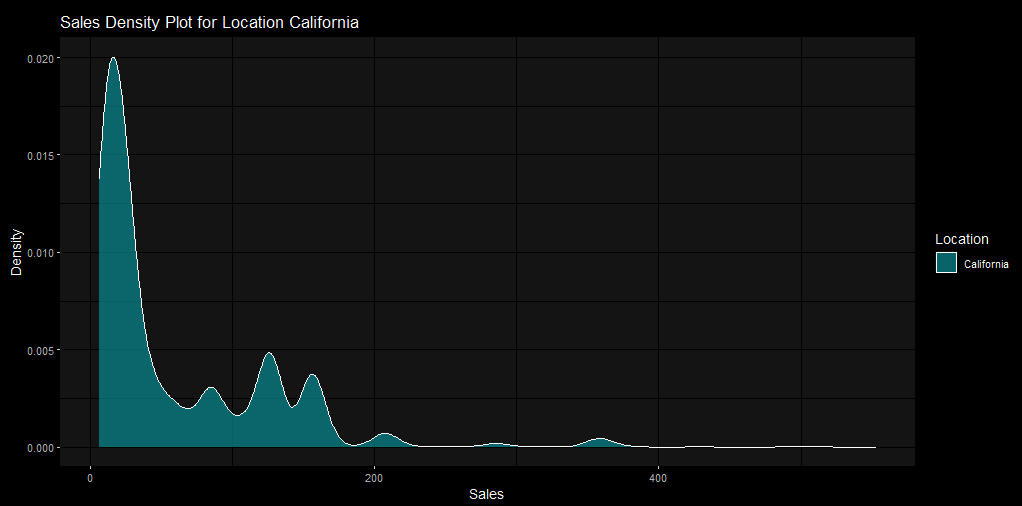 Sales Density Plot for Location California
0.020
0.015
0.010
0.005
0.000
Density
0
200
400
Sales
Location
California